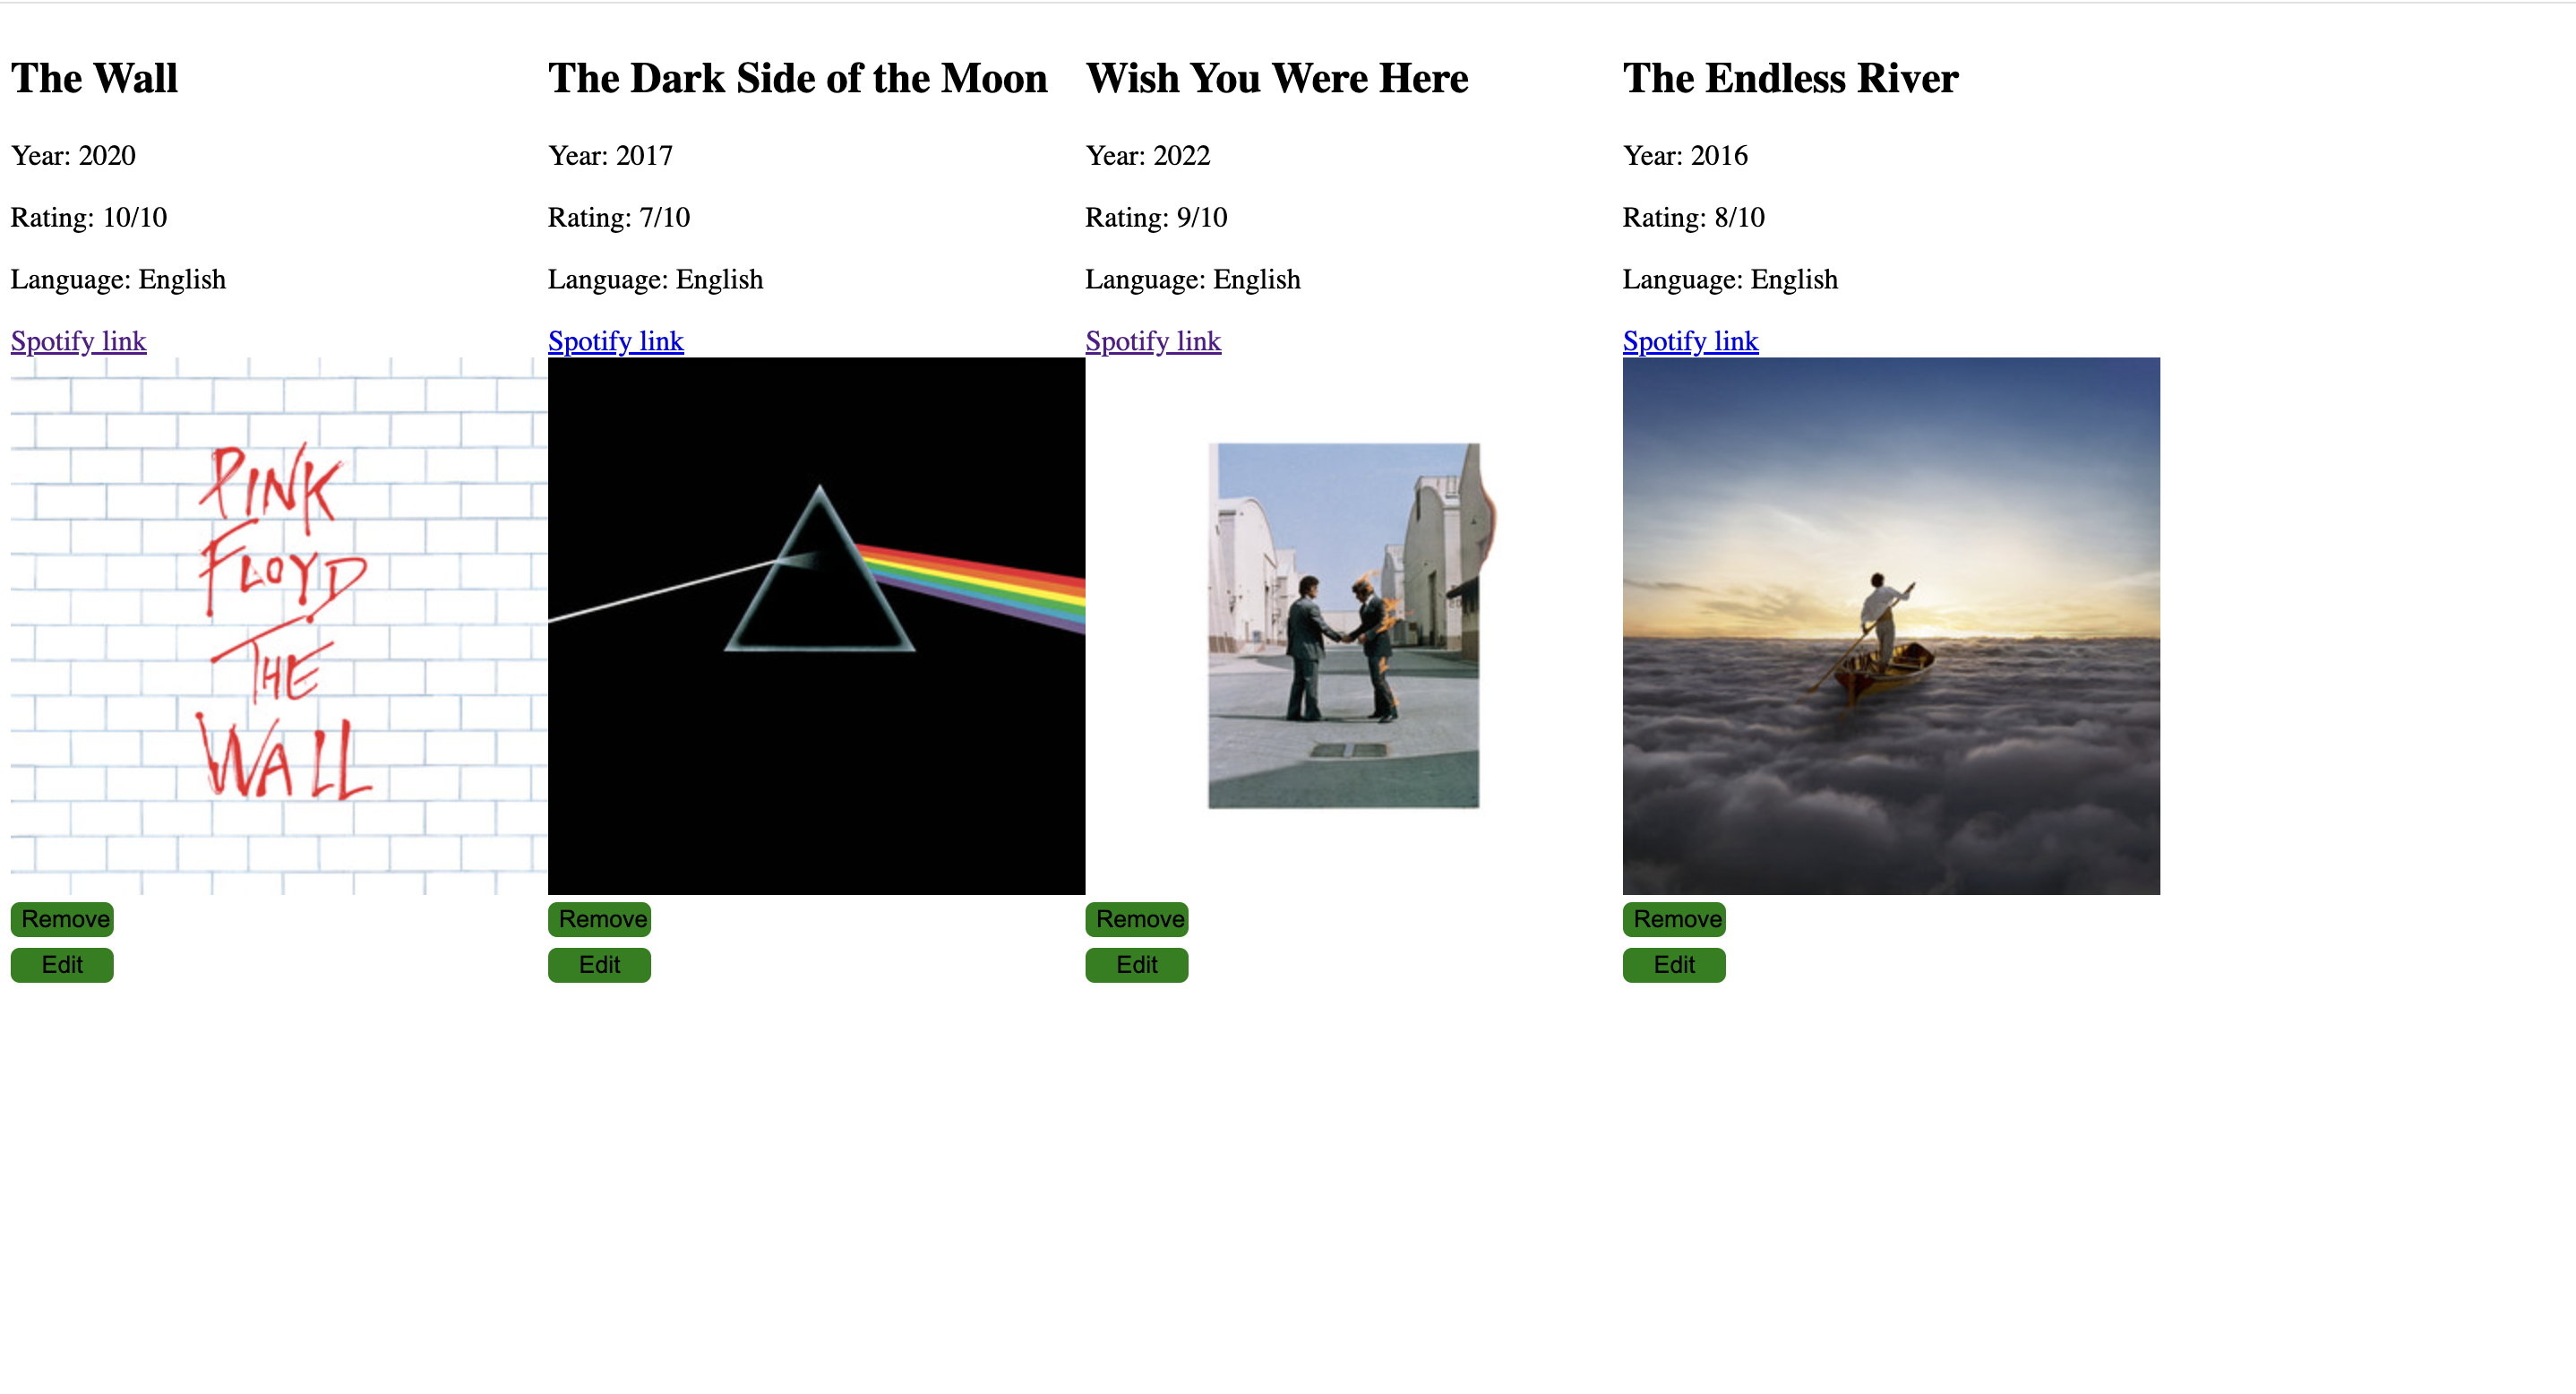 The Wall
Year: 2020
Rating: 10/10
Language: English
Spotify link
PINK
FLOYD
THE
WALL
Remove
Edit
The Dark Side of the Moon
Year: 2017
Rating: 7/10
Language: English
Spotify link
Remove
Edit
Wish You Were Here
Year: 2022
Rating: 9/10
Language: English
Spotify link
Remove
Edit
The Endless River
Year: 2016
Rating: 8/10
Language: English
Spotify link
Remove
Edit